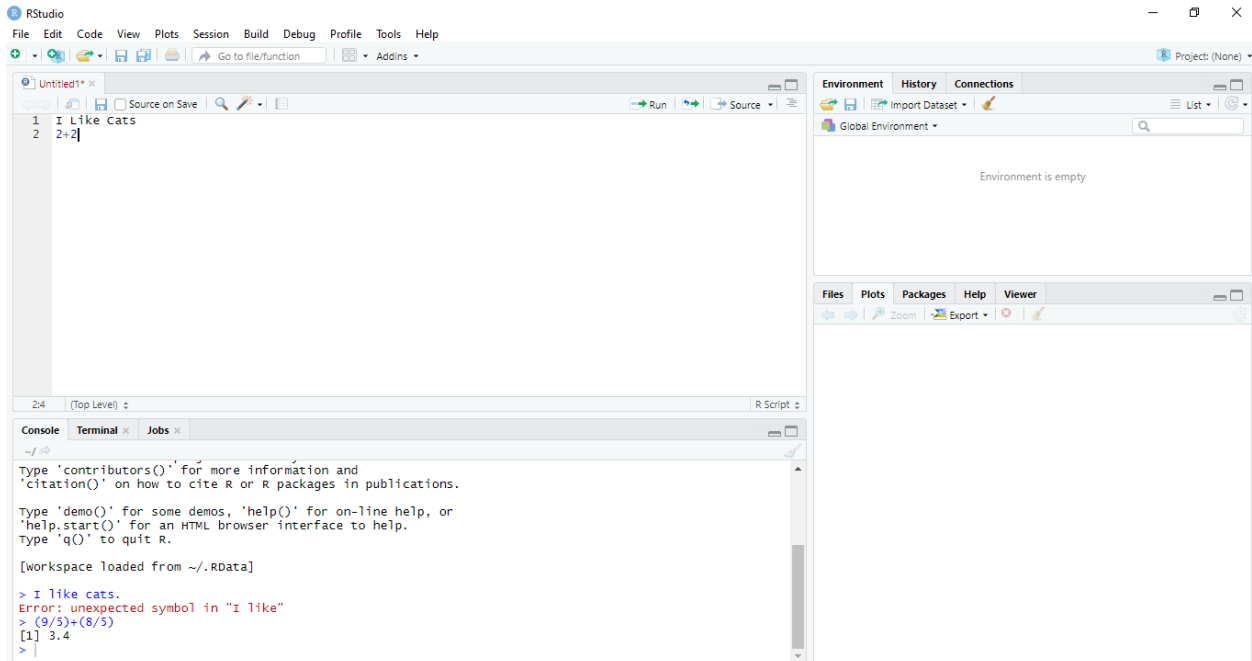 RStudio
File Edit Code View Plots Session Build Debug Profile Tools Help
Go to file/function Addins Project: (None)
Untitled1*
Source on Save Run Source
1 I Like Cats
2 2+2
2:4 (Top Level) R Script
Console Terminal Jobs
~/
Type 'contributors()' for more information and
'citation()' on how to cite R or R packages in publications.
Type 'demo()' for some demos, 'help()' for on-line help, or
'help.start()' for an HTML browser interface to help.
Type 'q()' to quit R.
[Workspace loaded from ~/.RData]
> I like cats.
Error: unexpected symbol in "I like"
> (9/5)+(8/5)
[1] 3.4
>
Environment History Connections
Import Dataset List
Global Environment
Environment is empty
Files Plots Packages Help Viewer
Zoom Export